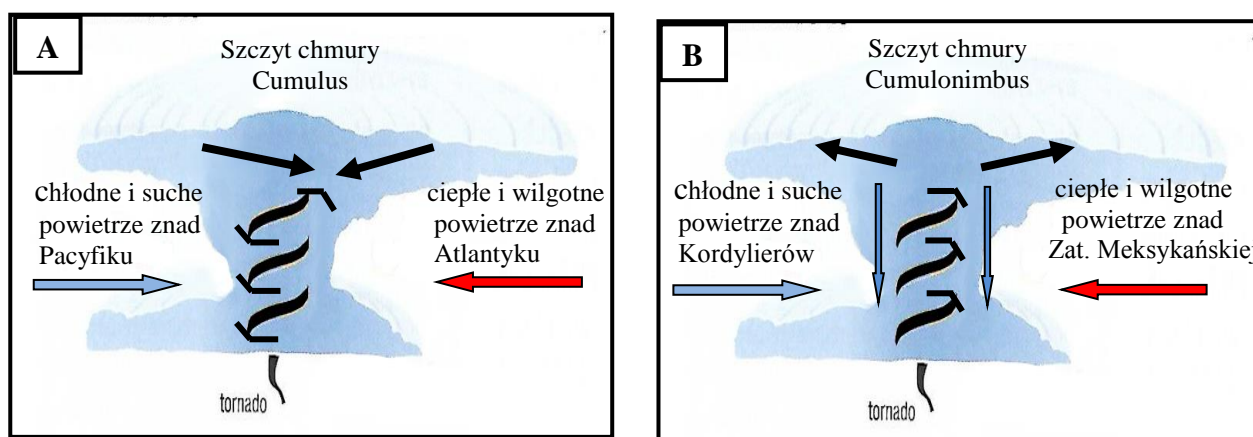 A
Szczyt chmury
Cumulus
chłodne i suche
powietrze znad
Pacyfiku
ciepłe i wilgotne
powietrze znad
Atlantyku
tornado
B
Szczyt chmury
Cumulonimbus
chłodne i suche
powietrze znad
Kordylierów
ciepłe i wilgotne
powietrze znad
Zat. Meksykańskiej
tornado